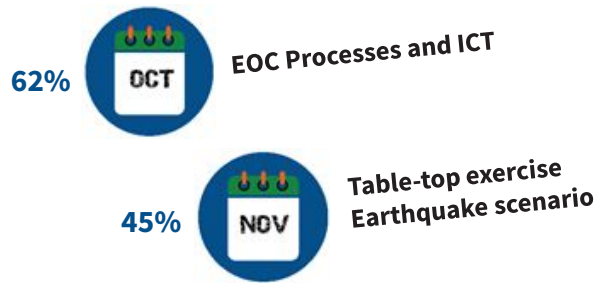 62%
OCT
EOC Processes and ICT
45%
NOV
Table-top exercise
Earthquake scenario